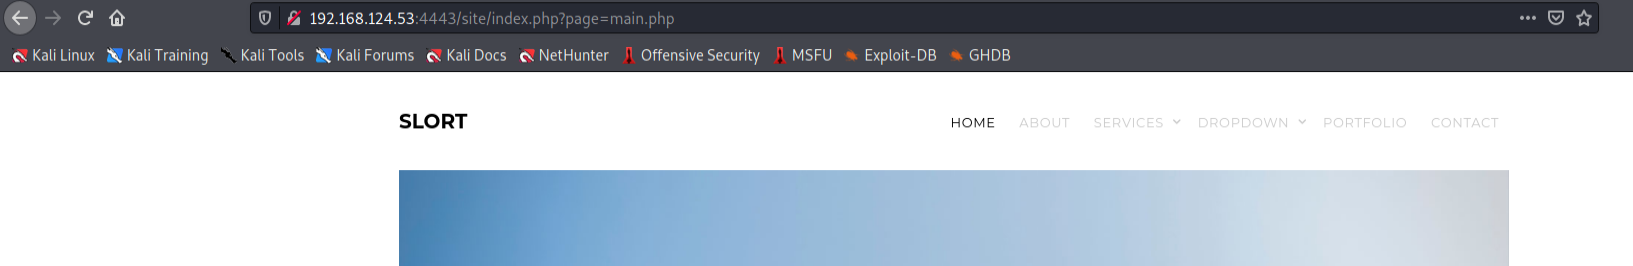 192.168.124.53:4443/site/index.php?page=main.php
Kali Linux Kali Training Kali Tools Kali Forums Kali Docs NetHunter Offensive Security MSFU Exploit-DB GHDB
SLORT HOME ABOUT SERVICES DROPDOWN PORTFOLIO CONTACT